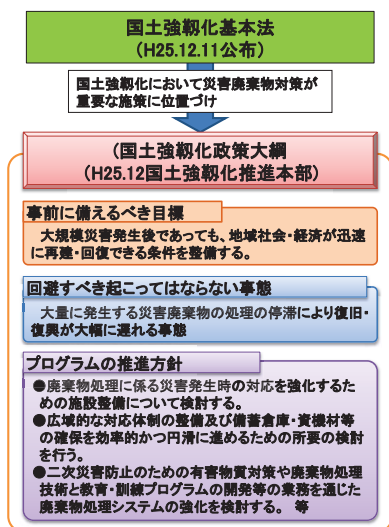 国土強靱化基本法
(H25.12.11公布)
国土強靱化において災害廃棄物対策が
重要な施策に位置づけ
(国土強靱化政策大綱
(H25.12国土強靱化推進本部)
事前に備えるべき目標
大規模災害発生後であっても、地域社会・経済が迅速
に再建・回復できる条件を整備する。
回避すべき起こってはならない事態
大量に発生する災害廃棄物の処理の停滞により復旧・
復興が大幅に遅れる事態
プログラムの推進方針
●廃棄物処理に係る災害発生時の対応を強化するた
めの施設整備について検討する。
●広域的な対応体制の整備及び備蓄倉庫・資機材等
の確保を効率的かつ円滑に進めるための所要の検討
を行う。
●二次災害防止のための有害物質対策や廃棄物処理
技術と教育・訓練プログラムの開発等の業務を通じた
廃棄物処理システムの強化を検討する。 等